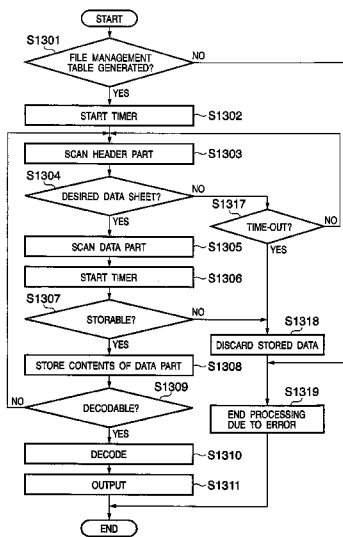 START
S1301
FILE MANAGEMENT
TABLE GENERATED?
NO
YES
START TIMER
S1302
SCAN HEADER PART
S1303
S1304
DESIRED DATA SHEET?
NO
YES
S1317
TIME-OUT?
NO
YES
SCAN DATA PART
S1305
START TIMER
S1306
S1307
STORABLE?
NO
YES
S1318
DISCARD STORED DATA
STORE CONTENTS OF DATA PART
S1308
S1309
NO
DECODABLE?
YES
S1319
END PROCESSING
DUE TO ERROR
DECODE
S1310
OUTPUT
S1311
END